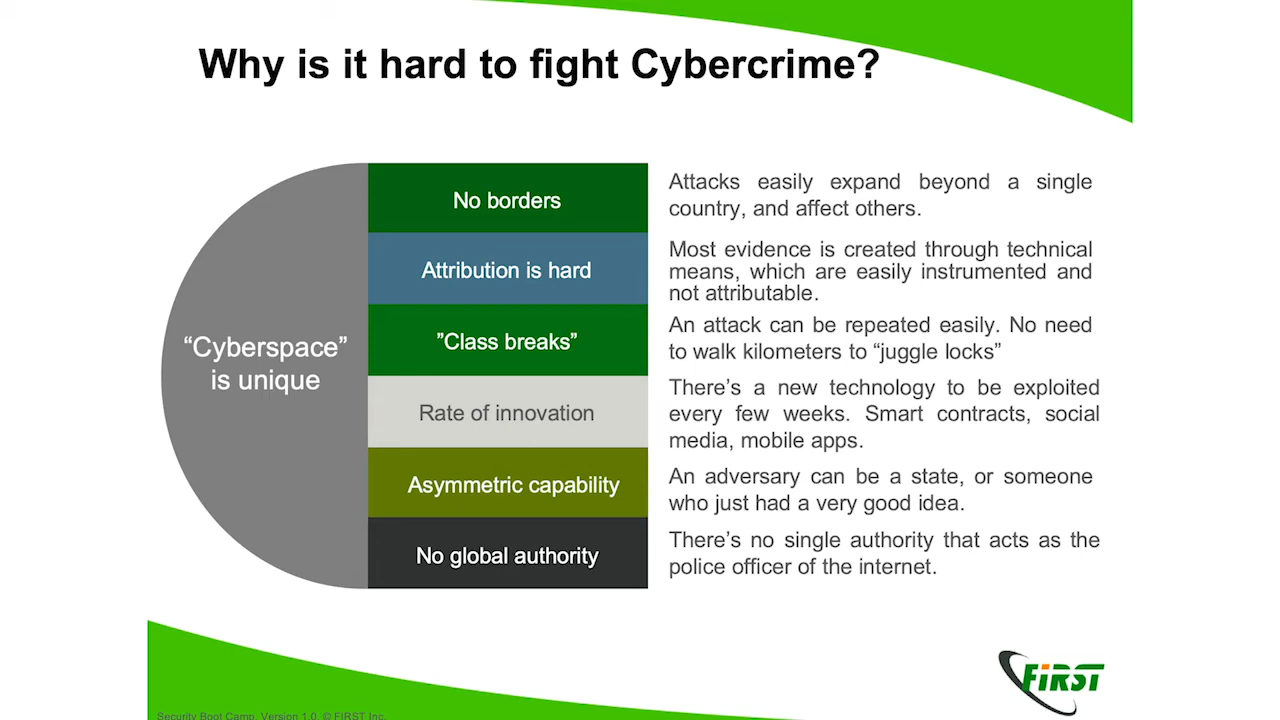 Why is it hard to fight Cybercrime?
“Cyberspace”
is unique
No borders
Attacks easily expand beyond a single
country, and affect others.
Attribution is hard
Most evidence is created through technical
means, which are easily instrumented and
not attributable.
”Class breaks”
An attack can be repeated easily. No need
to walk kilometers to “juggle locks”
Rate of innovation
There’s a new technology to be exploited
every few weeks. Smart contracts, social
media, mobile apps.
Asymmetric capability
An adversary can be a state, or someone
who just had a very good idea.
No global authority
There’s no single authority that acts as the
police officer of the internet.
FiRST
Security Boot Camp, Version 1.0, © FIRST Inc.